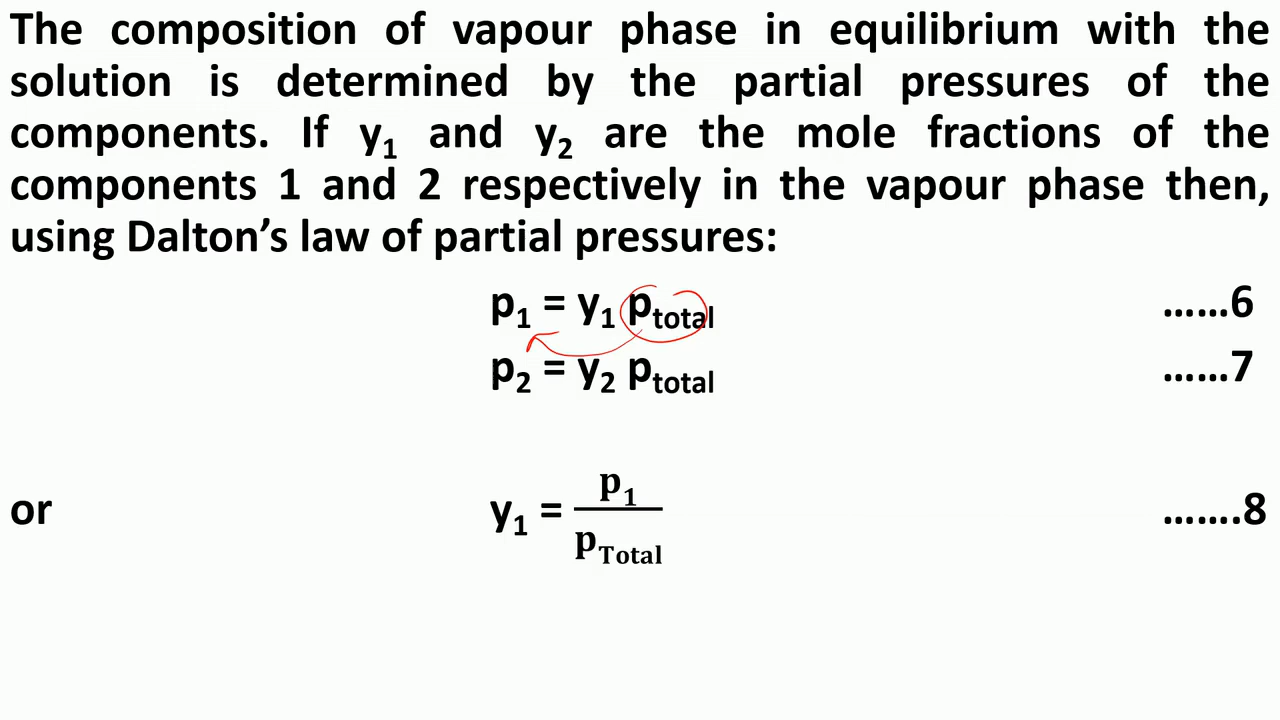 The composition of vapour phase in equilibrium with the
solution is determined by the partial pressures of the
components. If y₁ and y₂ are the mole fractions of the
components 1 and 2 respectively in the vapour phase then,
using Dalton’s law of partial pressures:
p₁ = y₁ pₜₒₜₐₗ ......6
p₂ = y₂ pₜₒₜₐₗ ......7
or y₁ = p₁ / p_Total .......8